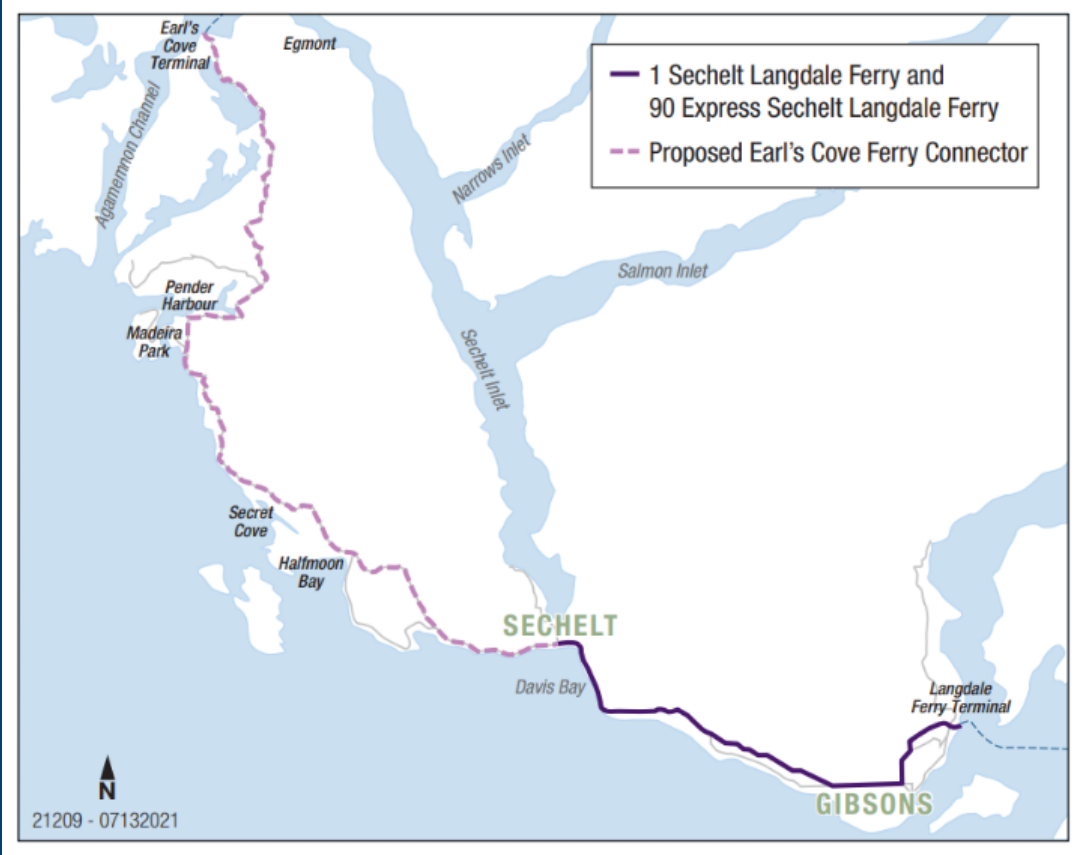 Earl's
Cove
Terminal
Egmont
1 Sechelt Langdale Ferry and
90 Express Sechelt Langdale Ferry
Proposed Earl's Cove Ferry Connector
Agamemnon Channel
Narrows Inlet
Salmon Inlet
Pender
Harbour
Madeira
Park
Sechelt Inlet
Secret
Cove
Halfmoon
Bay
SECHELT
Davis Bay
Langdale
Ferry Terminal
GIBSONS
N
21209 - 07132021